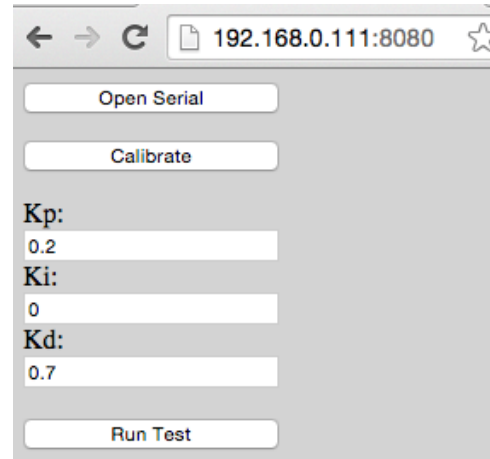 192.168.0.111:8080
Open Serial
Calibrate
Kp:
0.2
Ki:
0
Kd:
0.7
Run Test